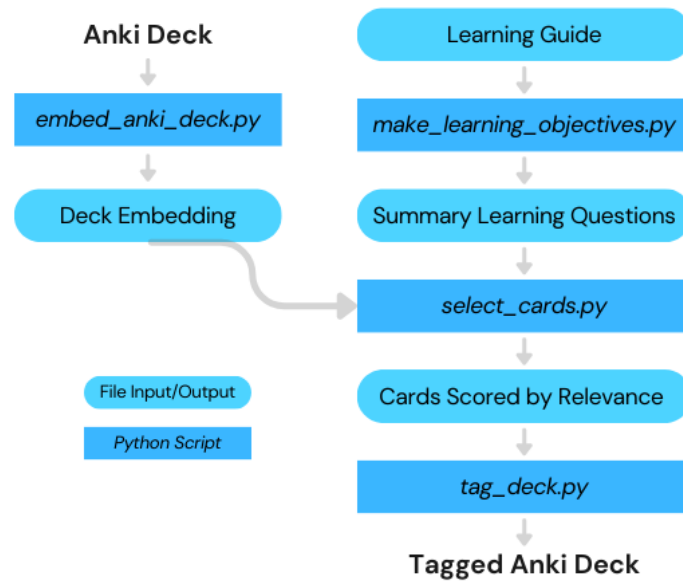 Anki Deck
embed_anki_deck.py
Deck Embedding
Learning Guide
make_learning_objectives.py
Summary Learning Questions
select_cards.py
Cards Scored by Relevance
tag_deck.py
Tagged Anki Deck
File Input/Output
Python Script